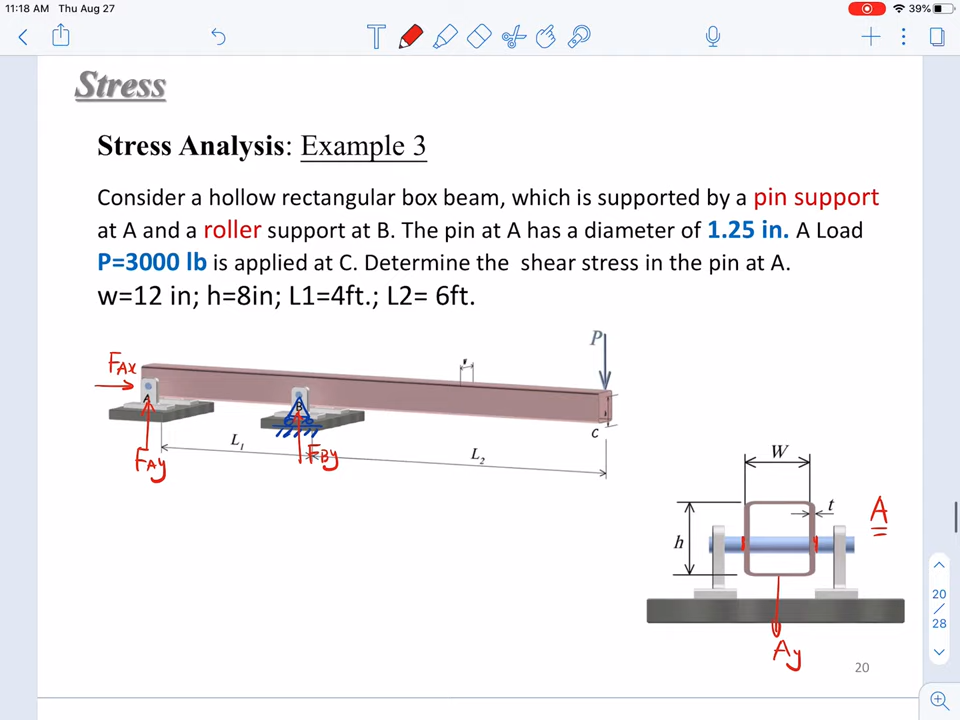 11:18 AM Thu Aug 27
39%
Stress
Stress Analysis: Example 3
Consider a hollow rectangular box beam, which is supported by a pin support
at A and a roller support at B. The pin at A has a diameter of 1.25 in. A Load
P=3000 lb is applied at C. Determine the shear stress in the pin at A.
w=12 in; h=8in; L1=4ft.; L2= 6ft.
P
FAx
A
B
C
L1
FAy
FBy
L2
W
t
A
h
Ay
20
20
/
28